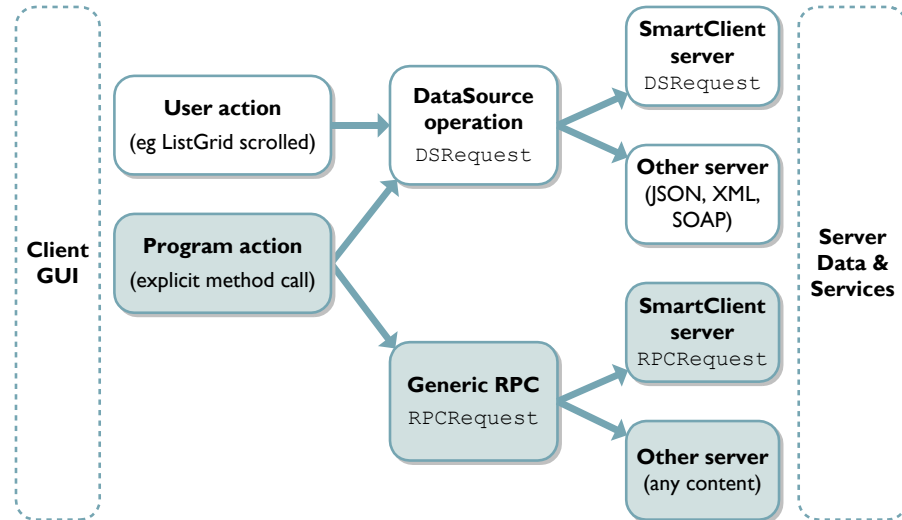 Client
GUI
User action
(eg ListGrid scrolled)
Program action
(explicit method call)
DataSource
operation
DSRequest
Generic RPC
RPCRequest
SmartClient
server
DSRequest
Other server
(JSON, XML,
SOAP)
SmartClient
server
RPCRequest
Other server
(any content)
Server
Data &
Services